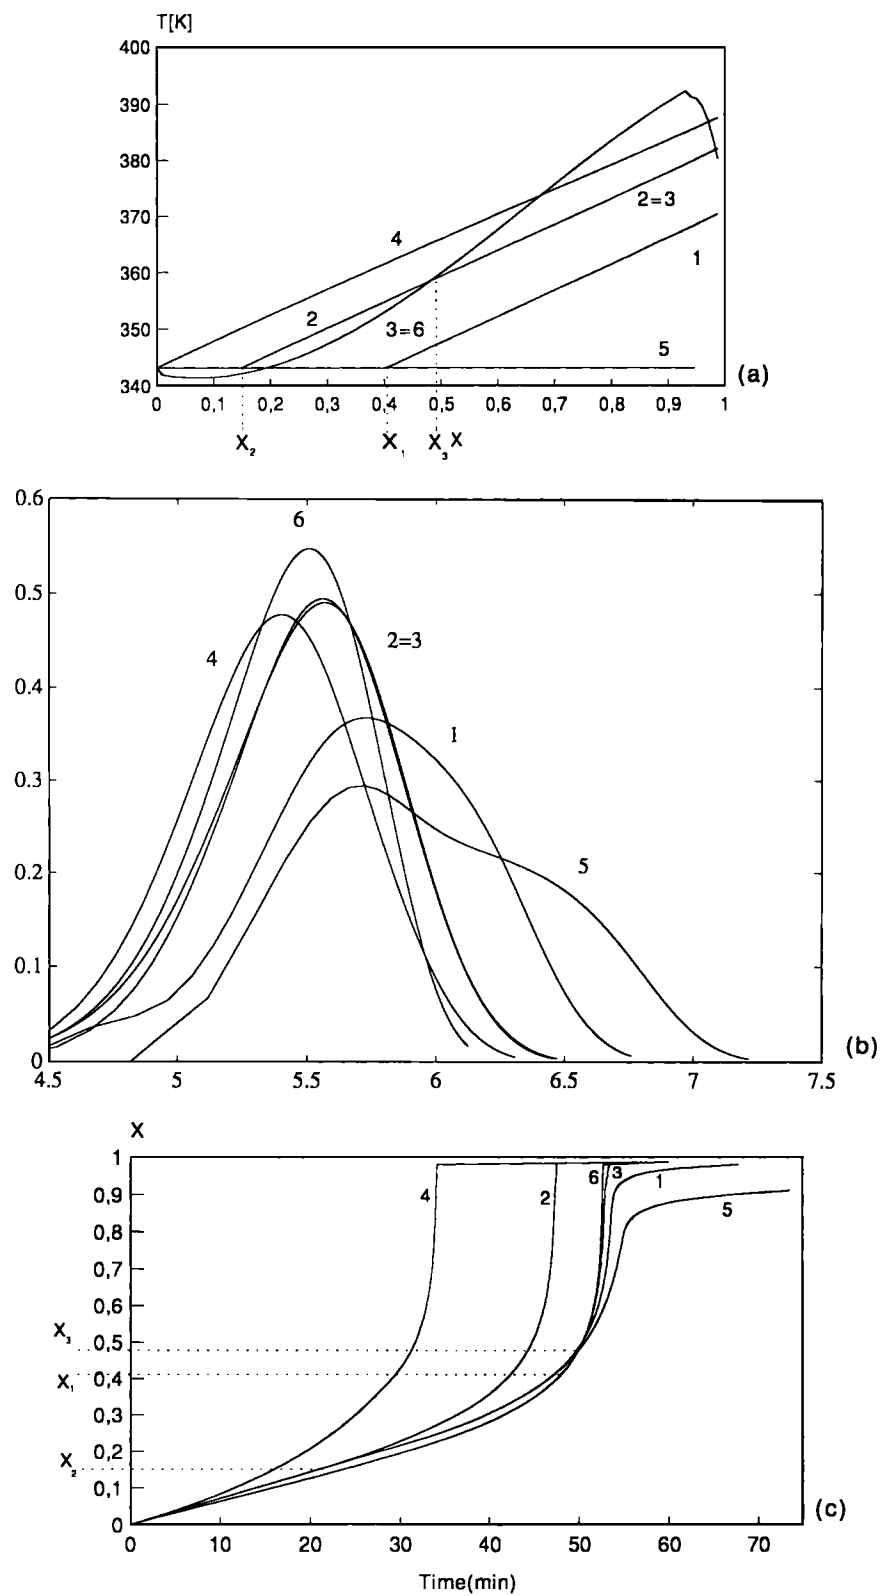 T[K]
400
390
380
370
360
350
340
4
2=3
2
1
3=6
5
(a)
0 0,1 0,2 0,3 0,4 0,5 0,6 0,7 0,8 0,9 1
X₂ X₁ X₃ X
0.6
6
0.5
4
2=3
0.4
1
0.3
5
0.2
0.1
0
(b)
4.5 5 5.5 6 6.5 7 7.5
X
1
0,9
0,8
0,7
0,6
0,5
0,4
0,3
0,2
0,1
0
4 2 6 3 1 5
X₃
X₁
X₂
(c)
0 10 20 30 40 50 60 70
Time(min)